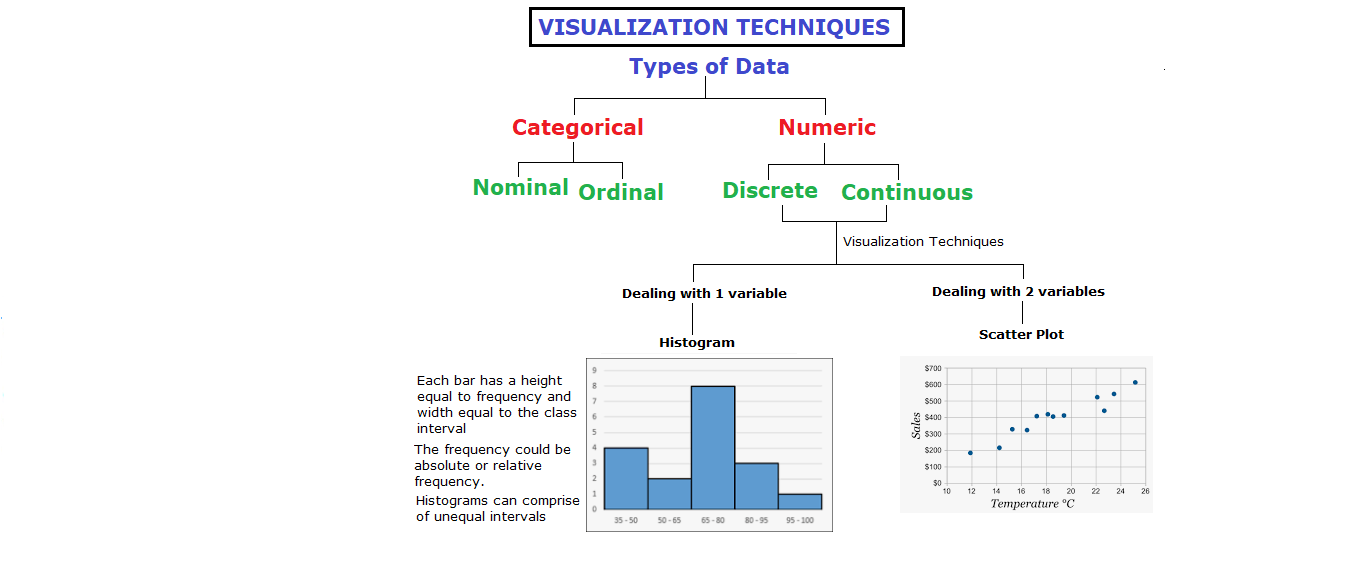 VISUALIZATION TECHNIQUES
Types of Data
Categorical
Numeric
Nominal
Ordinal
Discrete
Continuous
Visualization Techniques
Dealing with 1 variable
Dealing with 2 variables
Histogram
Scatter Plot
Each bar has a height
equal to frequency and
width equal to the class
interval
The frequency could be
absolute or relative
frequency.
Histograms can comprise
of unequal intervals
9
8
7
6
5
4
3
2
1
0
35 - 50 50 - 65 65 - 80 80 - 95 95 - 100
Sales
$700
$600
$500
$400
$300
$200
$100
$0
10 12 14 16 18 20 22 24 26
Temperature °C